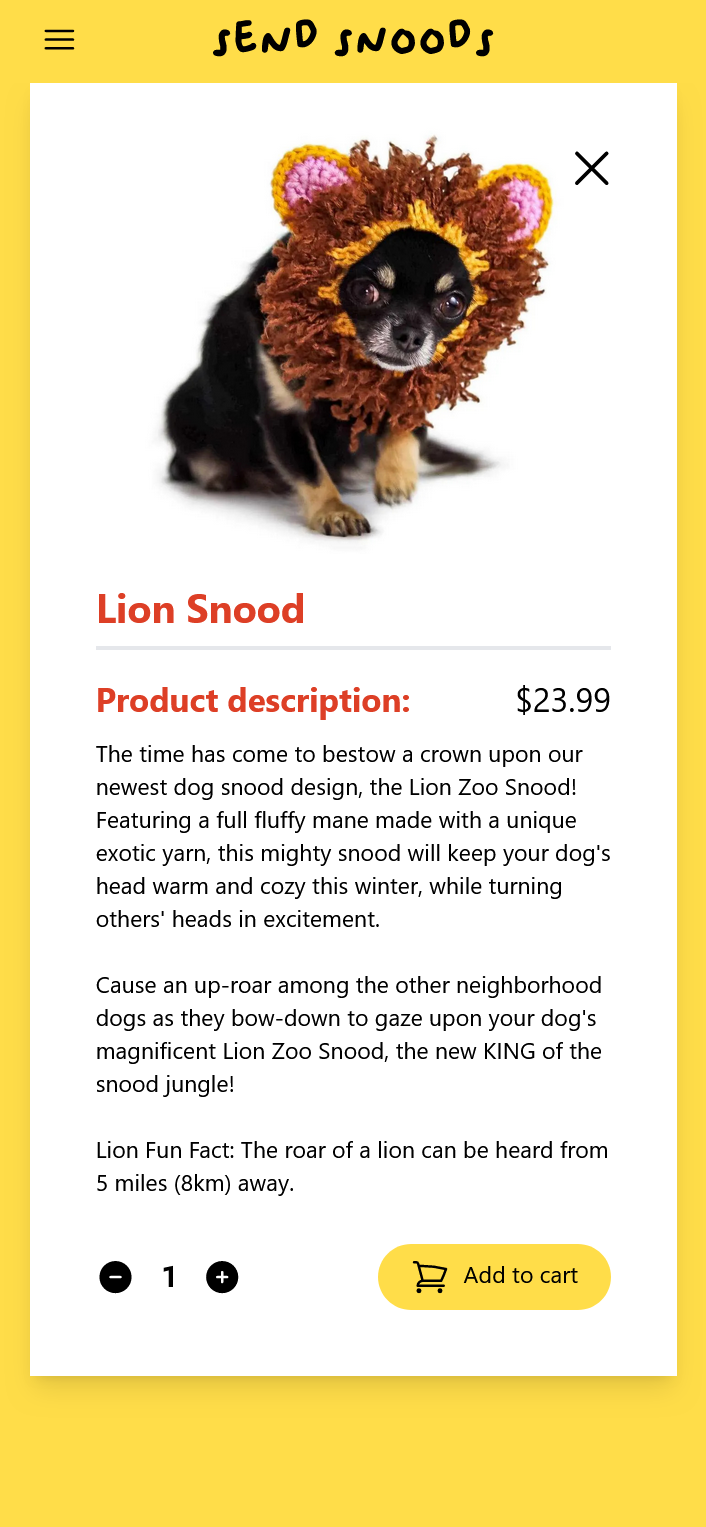 SEND SNOODS
Lion Snood
Product description:
$23.99
The time has come to bestow a crown upon our
newest dog snood design, the Lion Zoo Snood!
Featuring a full fluffy mane made with a unique
exotic yarn, this mighty snood will keep your dog's
head warm and cozy this winter, while turning
others' heads in excitement.
Cause an up-roar among the other neighborhood
dogs as they bow-down to gaze upon your dog's
magnificent Lion Zoo Snood, the new KING of the
snood jungle!
Lion Fun Fact: The roar of a lion can be heard from
5 miles (8km) away.
1
Add to cart